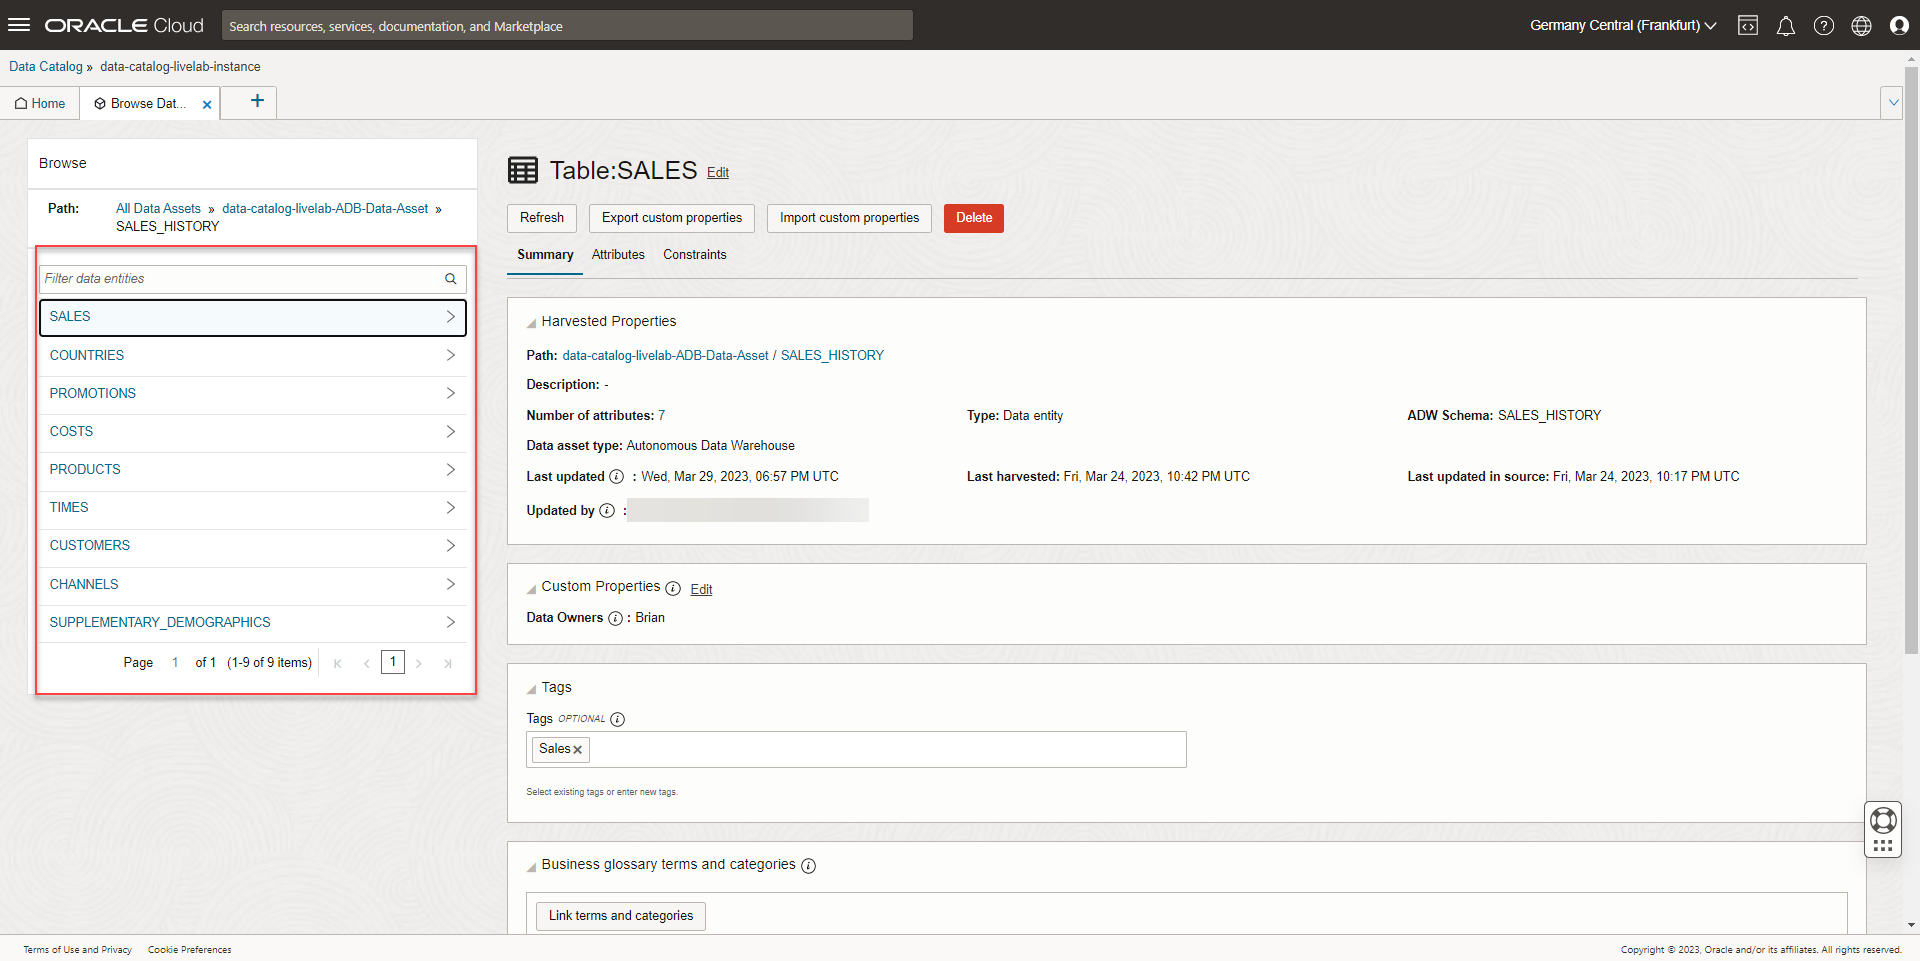 ORACLE Cloud
Search resources, services, documentation, and Marketplace
Germany Central (Frankfurt)
Data Catalog » data-catalog-livelab-instance
Home
Browse Dat...
Browse
Path: All Data Assets » data-catalog-livelab-ADB-Data-Asset »
SALES_HISTORY
Filter data entities
SALES
COUNTRIES
PROMOTIONS
COSTS
PRODUCTS
TIMES
CUSTOMERS
CHANNELS
SUPPLEMENTARY_DEMOGRAPHICS
Page 1 of 1 (1-9 of 9 items) 1
Table:SALES Edit
Refresh Export custom properties Import custom properties Delete
Summary Attributes Constraints
Harvested Properties
Path: data-catalog-livelab-ADB-Data-Asset / SALES_HISTORY
Description: -
Number of attributes: 7 Type: Data entity ADW Schema: SALES_HISTORY
Data asset type: Autonomous Data Warehouse
Last updated : Wed, Mar 29, 2023, 06:57 PM UTC Last harvested: Fri, Mar 24, 2023, 10:42 PM UTC Last updated in source: Fri, Mar 24, 2023, 10:17 PM UTC
Updated by :
Custom Properties Edit
Data Owners : Brian
Tags
Tags OPTIONAL
Sales
Select existing tags or enter new tags.
Business glossary terms and categories
Link terms and categories
Terms of Use and Privacy Cookie Preferences
Copyright © 2023, Oracle and/or its affiliates. All rights reserved.